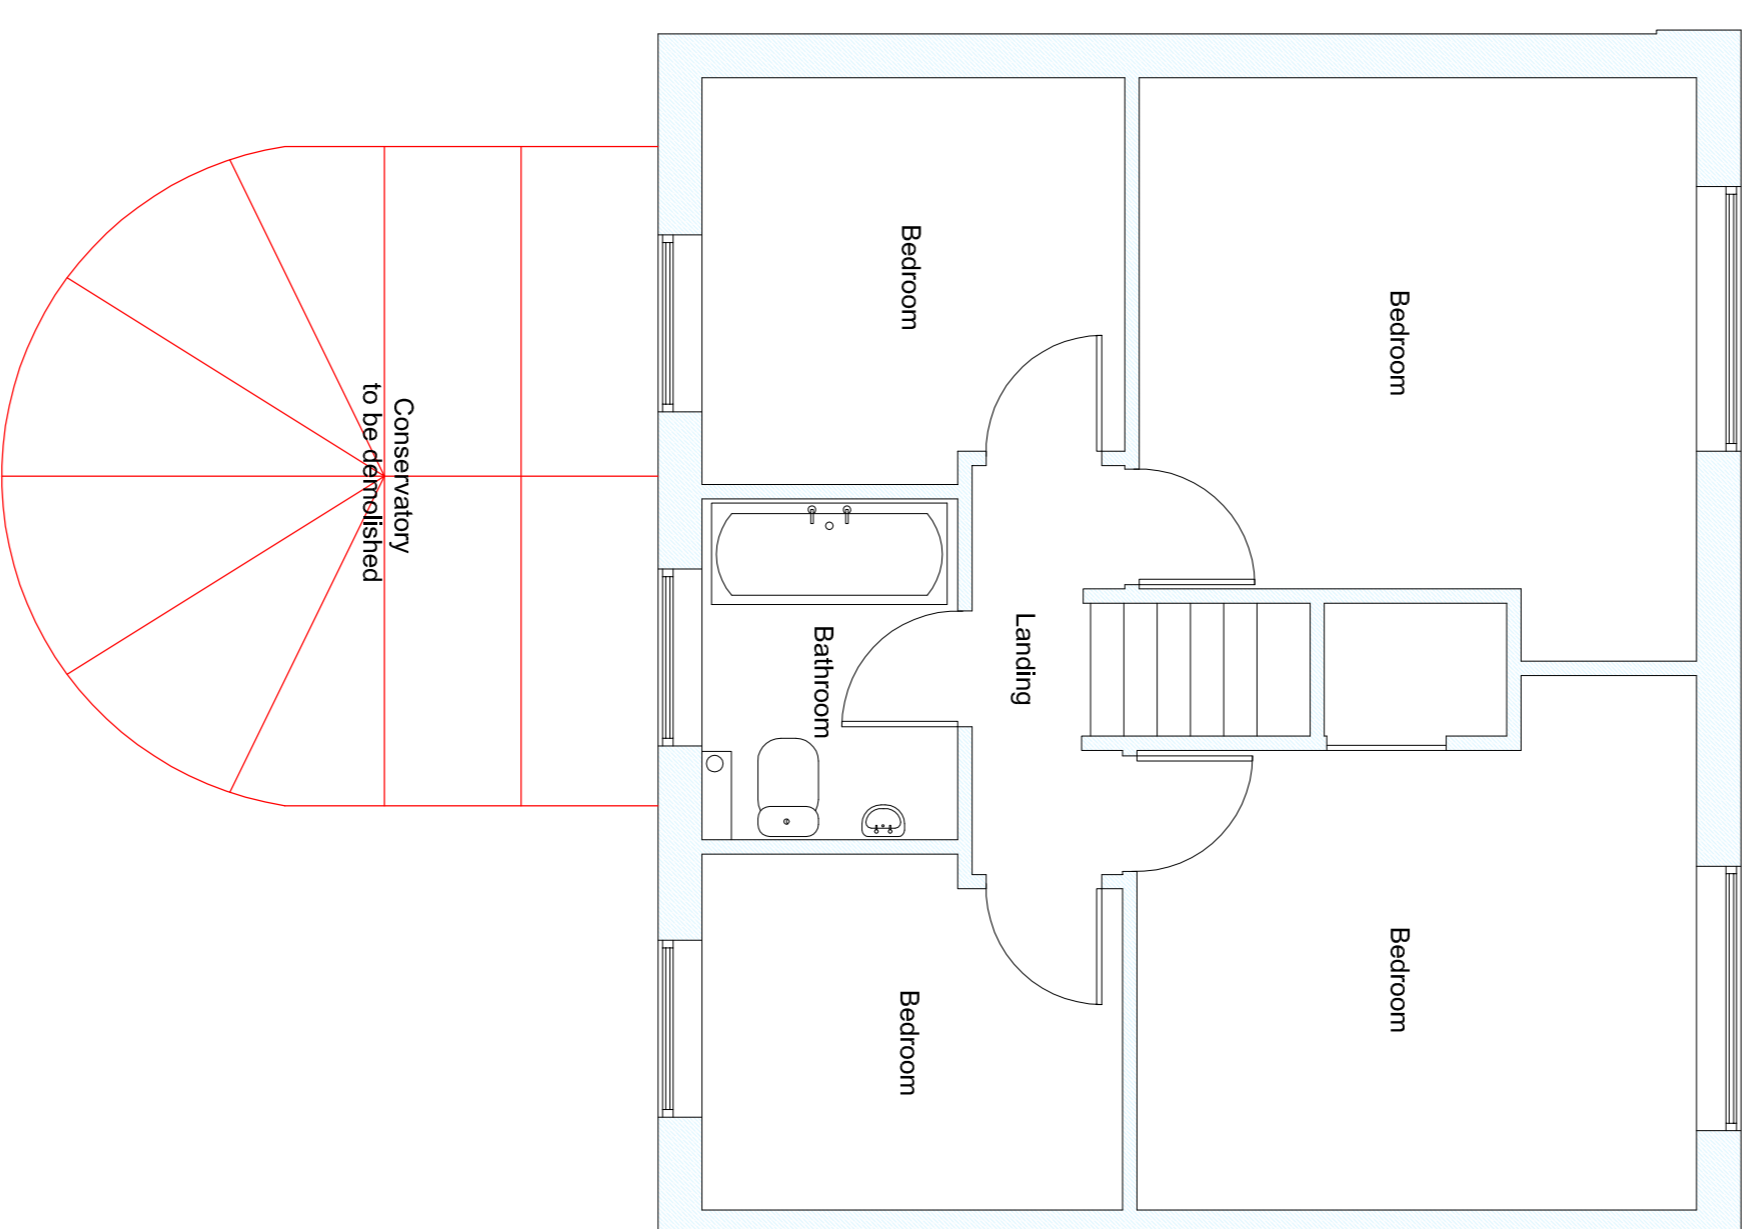 Bedroom
Bedroom
Conservatory
to be demolished
Landing
Bathroom
Bedroom
Bedroom